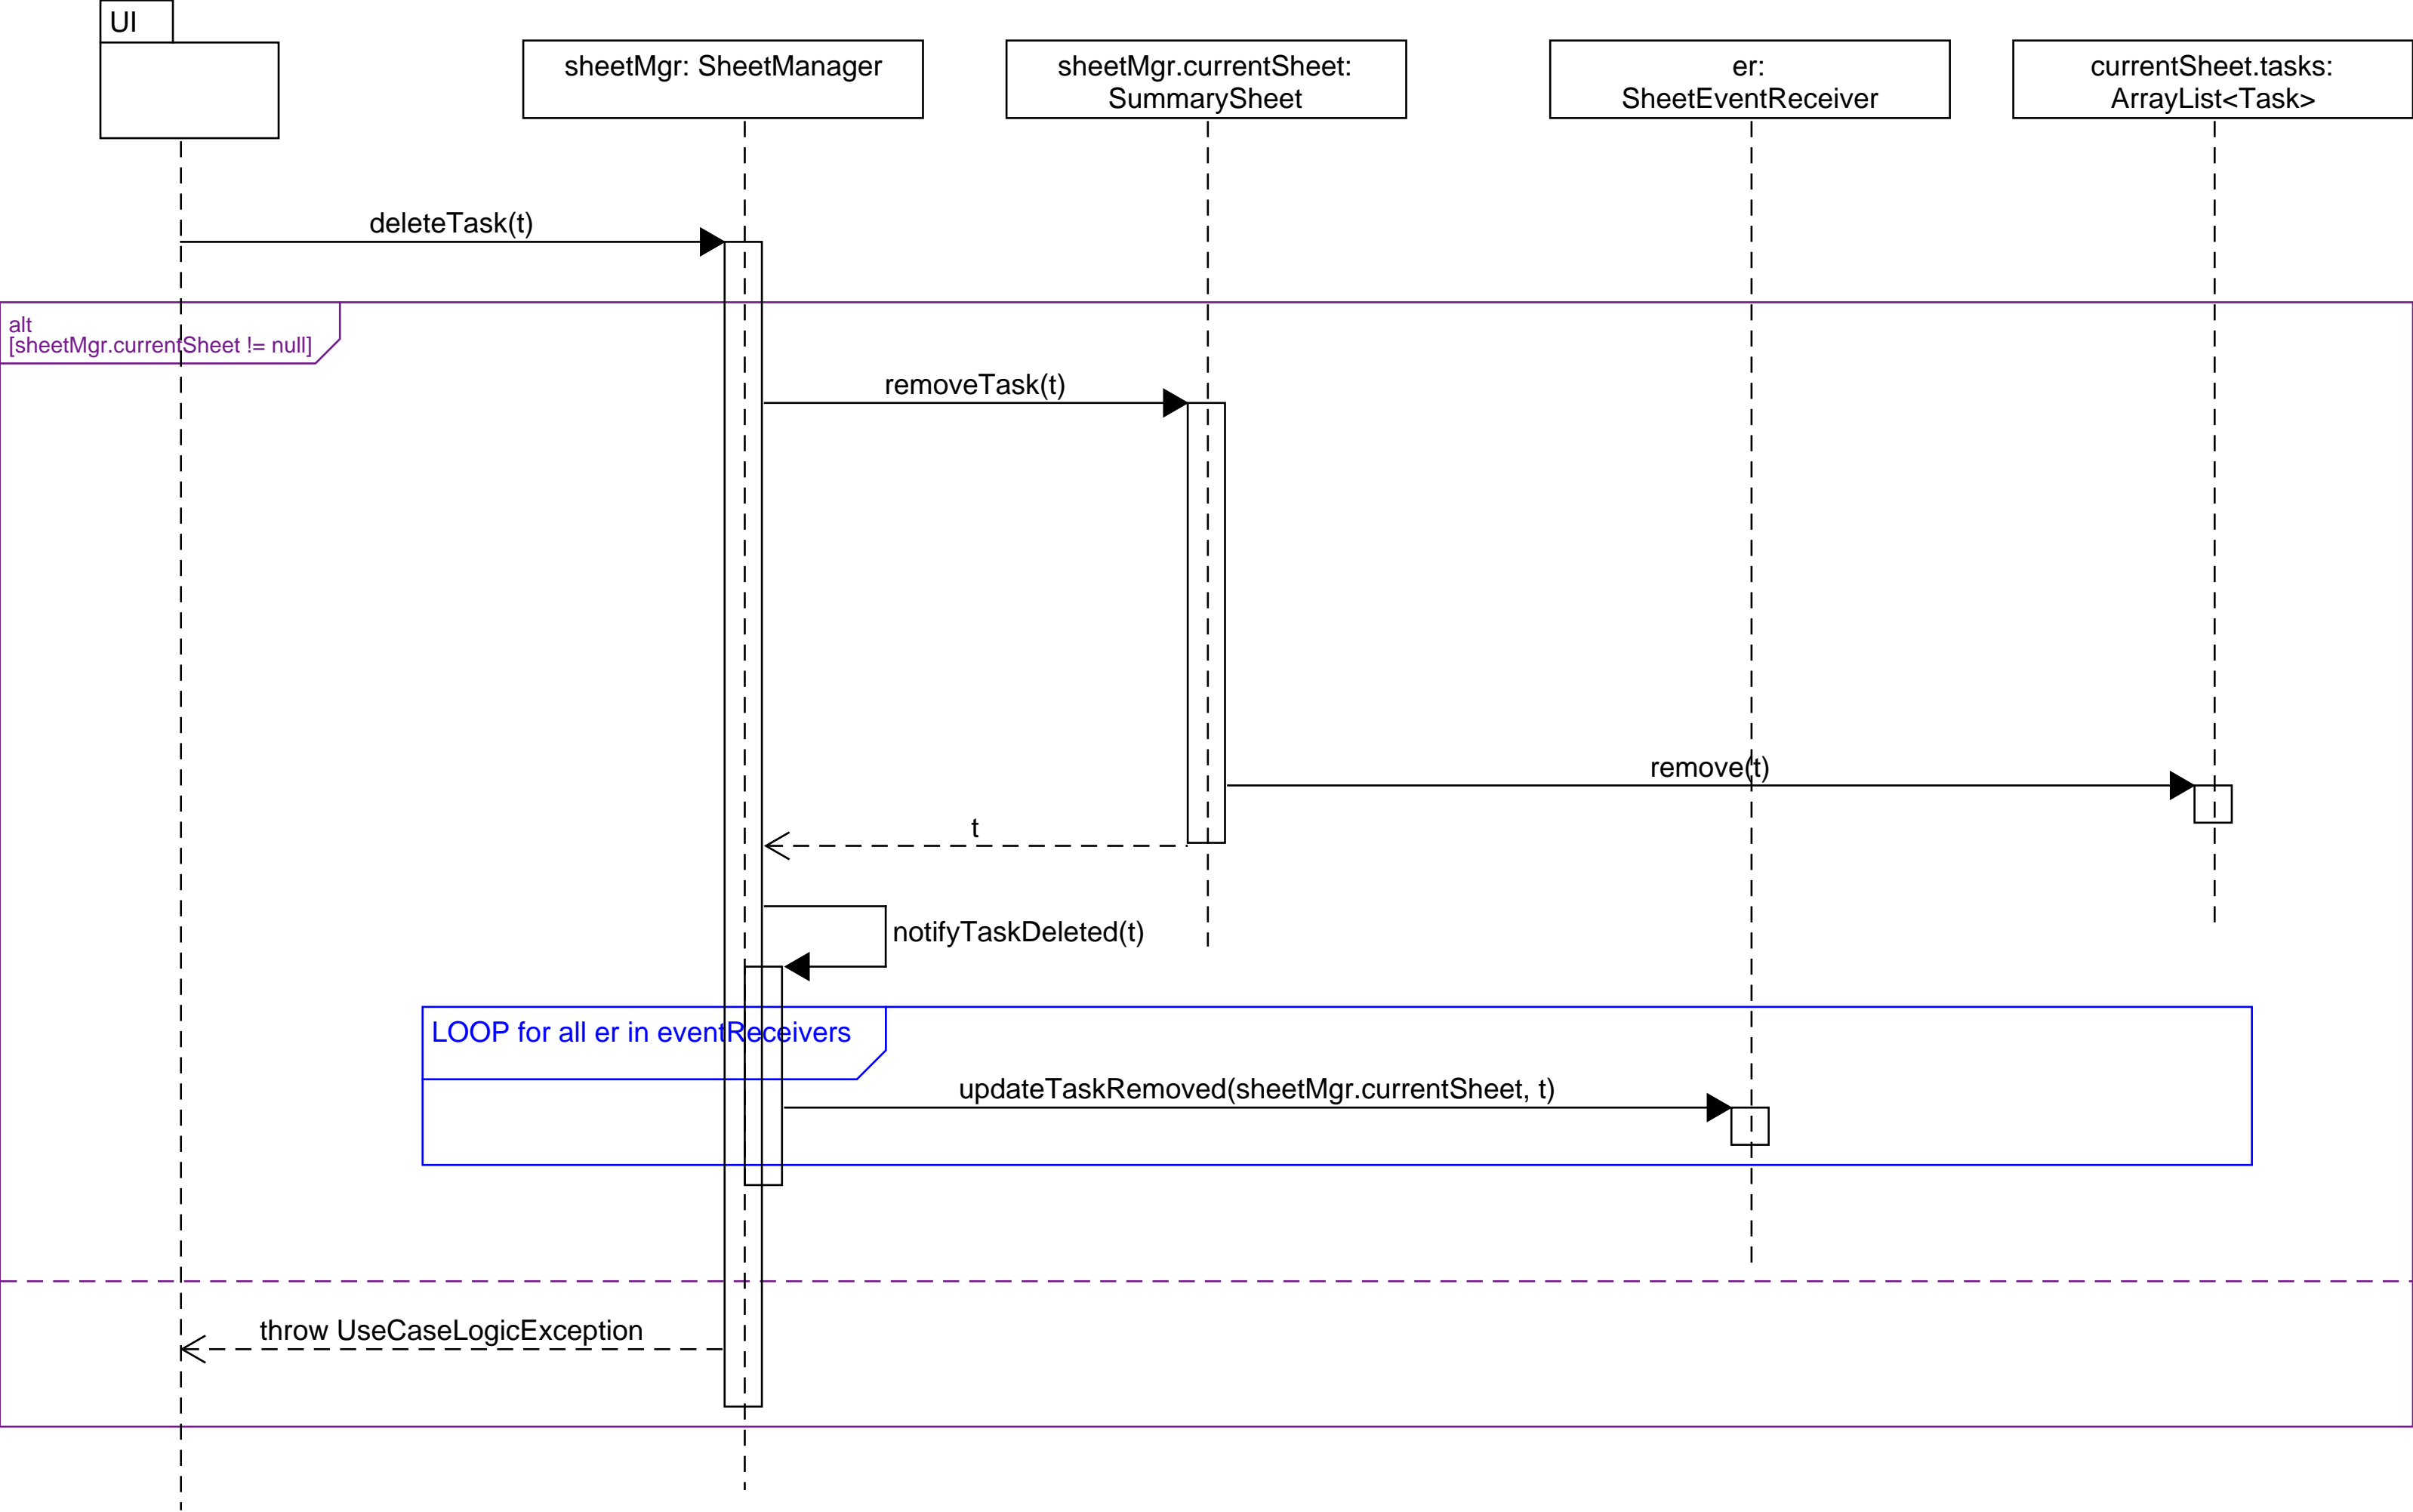 UI
sheetMgr: SheetManager
sheetMgr.currentSheet:
SummarySheet
er:
SheetEventReceiver
currentSheet.tasks:
ArrayList<Task>
deleteTask(t)
alt
[sheetMgr.currentSheet != null]
removeTask(t)
remove(t)
t
notifyTaskDeleted(t)
LOOP for all er in eventReceivers
updateTaskRemoved(sheetMgr.currentSheet, t)
throw UseCaseLogicException